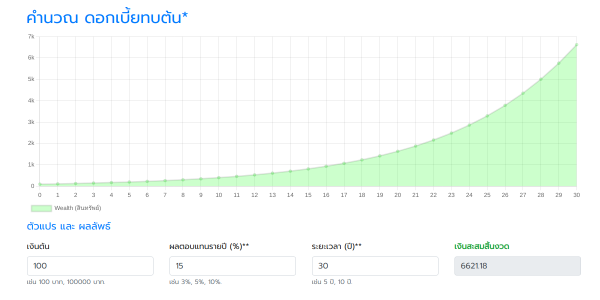 คำนวณ ดอกเบี้ยทบต้น*
7k
6k
5k
4k
3k
2k
1k
0
0 1 2 3 4 5 6 7 8 9 10 11 12 13 14 15 16 17 18 19 20 21 22 23 24 25 26 27 28 29 30
Wealth (สินทรัพย์)
ตัวแปร และ ผลลัพธ์
เงินต้น ผลตอบแทนรายปี (%)** ระยะเวลา (ปี)** เงินสะสมสิ้นงวด
100 15 30 6621.18
เช่น 100 บาท, 100000 บาท. เช่น 3%, 5%, 10%. เช่น 5 ปี, 10 ปี.